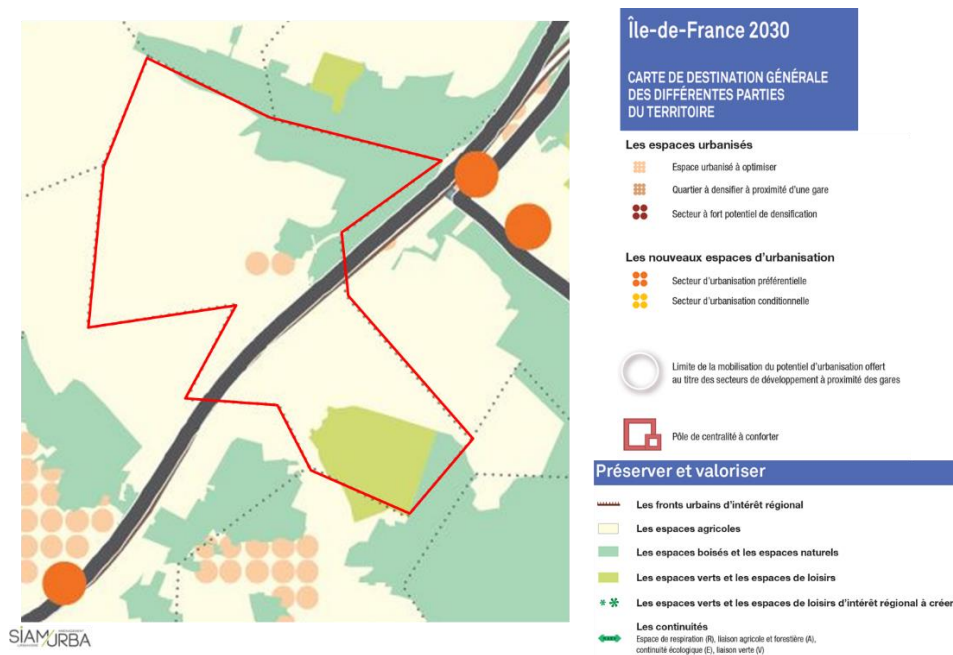 Île-de-France 2030
CARTE DE DESTINATION GÉNÉRALE
DES DIFFÉRENTES PARTIES
DU TERRITOIRE
Les espaces urbanisés
Espace urbanisé à optimiser
Quartier à densifier à proximité d'une gare
Secteur à fort potentiel de densification
Les nouveaux espaces d'urbanisation
Secteur d'urbanisation préférentielle
Secteur d'urbanisation conditionnelle
Limite de la mobilisation du potentiel d'urbanisation offert
au titre des secteurs de développement à proximité des gares
Pôle de centralité à conforter
Préserver et valoriser
Les fronts urbains d'intérêt régional
Les espaces agricoles
Les espaces boisés et les espaces naturels
Les espaces verts et les espaces de loisirs
Les espaces verts et les espaces de loisirs d'intérêt régional à créer
Les continuités
Espace de respiration (R), liaison agricole et forestière (A),
continuité écologique (E), liaison verte (V)
SIAM URBA